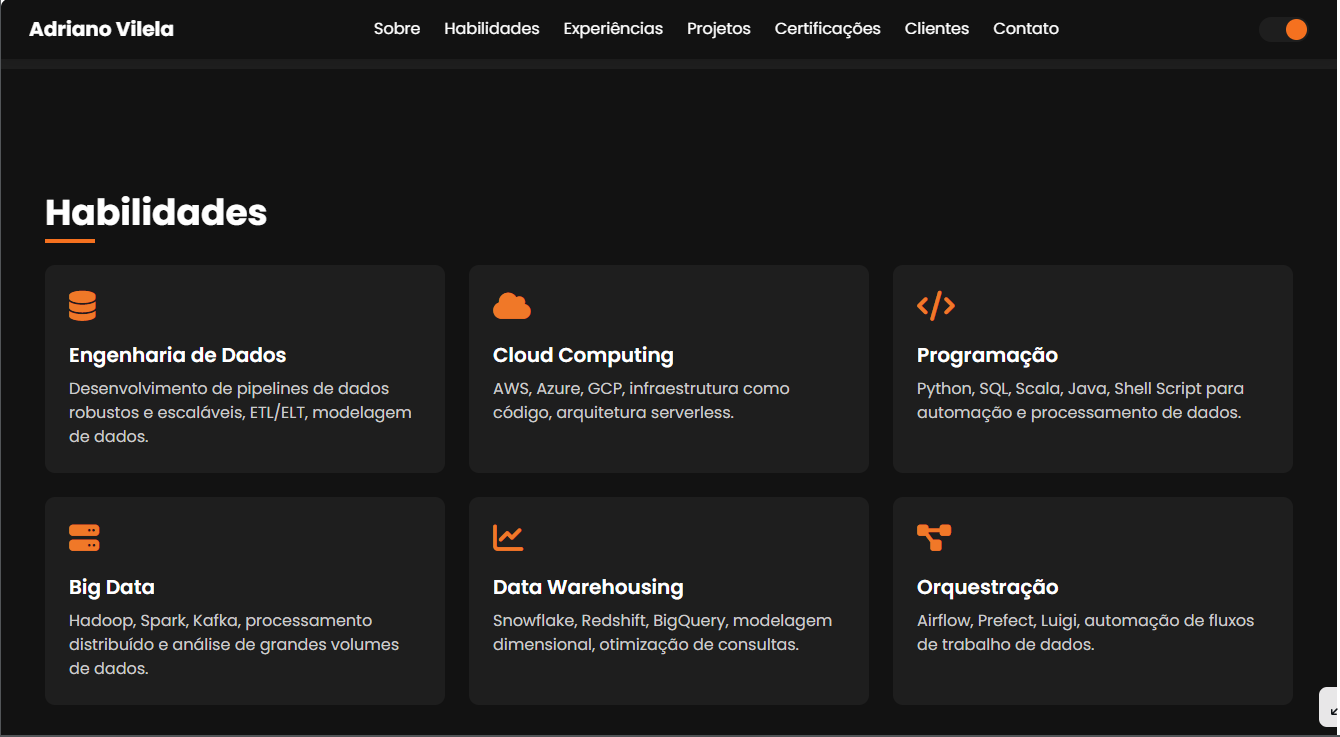 Adriano Vilela
Sobre Habilidades Experiências Projetos Certificações Clientes Contato
Habilidades
Engenharia de Dados
Desenvolvimento de pipelines de dados
robustos e escaláveis, ETL/ELT, modelagem
de dados.
Cloud Computing
AWS, Azure, GCP, infraestrutura como
código, arquitetura serverless.
Programação
Python, SQL, Scala, Java, Shell Script para
automação e processamento de dados.
Big Data
Hadoop, Spark, Kafka, processamento
distribuído e análise de grandes volumes
de dados.
Data Warehousing
Snowflake, Redshift, BigQuery, modelagem
dimensional, otimização de consultas.
Orquestração
Airflow, Prefect, Luigi, automação de fluxos
de trabalho de dados.